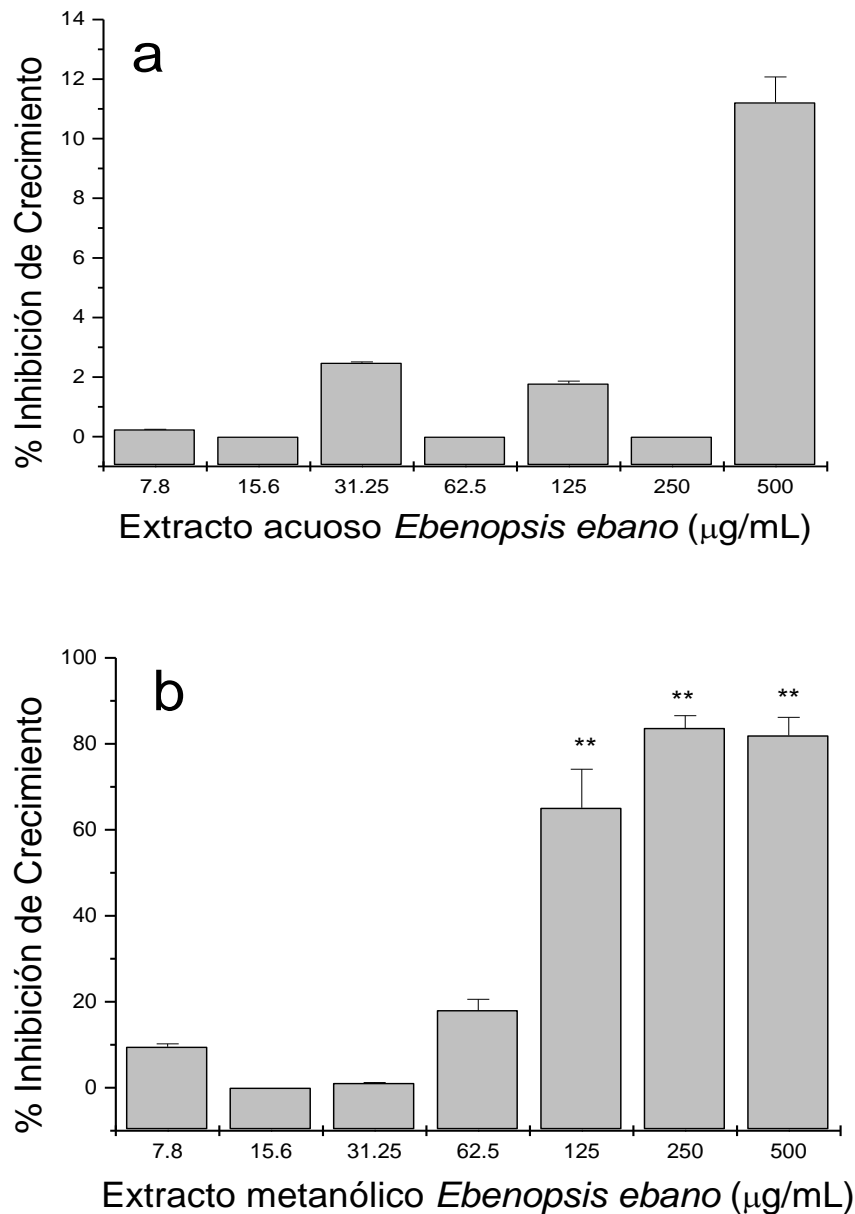 a
% Inhibición de Crecimiento
14
12
10
8
6
4
2
0
7.8 15.6 31.25 62.5 125 250 500
Extracto acuoso Ebenopsis ebano (μg/mL)
b
% Inhibición de Crecimiento
100
80
60
40
20
0
** ** **
7.8 15.6 31.25 62.5 125 250 500
Extracto metanólico Ebenopsis ebano (μg/mL)